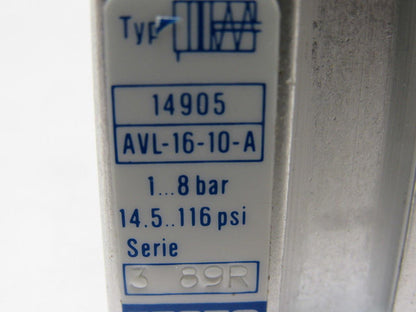 Typ
14905
AVL-16-10-A
1...8 bar
14.5..116 psi
Serie
3 89R